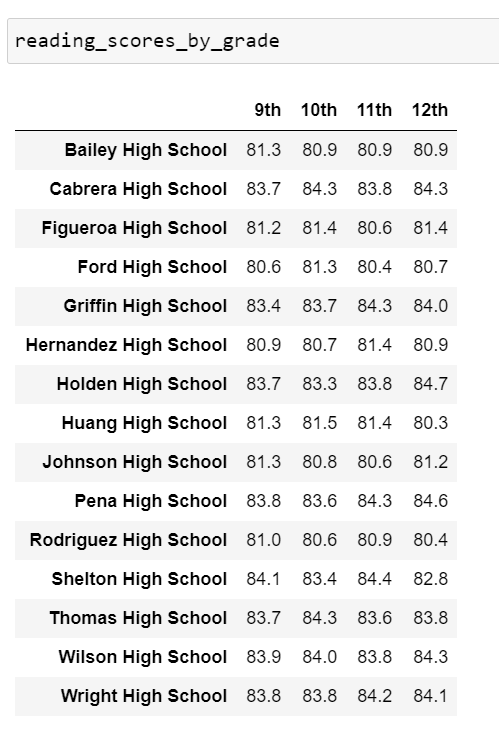 reading_scores_by_grade
9th 10th 11th 12th
Bailey High School 81.3 80.9 80.9 80.9
Cabrera High School 83.7 84.3 83.8 84.3
Figueroa High School 81.2 81.4 80.6 81.4
Ford High School 80.6 81.3 80.4 80.7
Griffin High School 83.4 83.7 84.3 84.0
Hernandez High School 80.9 80.7 81.4 80.9
Holden High School 83.7 83.3 83.8 84.7
Huang High School 81.3 81.5 81.4 80.3
Johnson High School 81.3 80.8 80.6 81.2
Pena High School 83.8 83.6 84.3 84.6
Rodriguez High School 81.0 80.6 80.9 80.4
Shelton High School 84.1 83.4 84.4 82.8
Thomas High School 83.7 84.3 83.6 83.8
Wilson High School 83.9 84.0 83.8 84.3
Wright High School 83.8 83.8 84.2 84.1